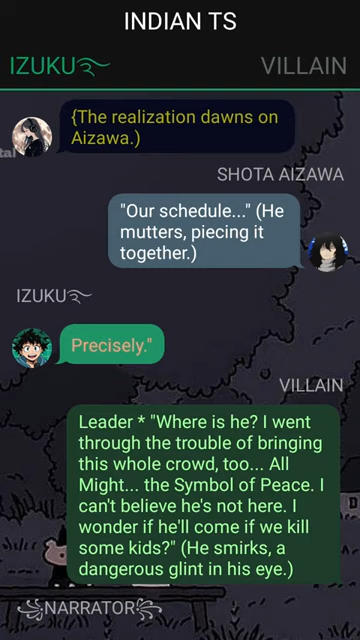 INDIAN TS
IZUKU࿐ VILLAIN
{The realization dawns on
Aizawa.)
tal
SHOTA AIZAWA
"Our schedule..." (He
mutters, piecing it
together.)
IZUKU࿐
Precisely."
VILLAIN
Leader * "Where is he? I went
through the trouble of bringing
this whole crowd, too... All
Might... the Symbol of Peace. I
can't believe he's not here. I
wonder if he'll come if we kill
some kids?" (He smirks, a
dangerous glint in his eye.)
꧁NARRATOR꧂